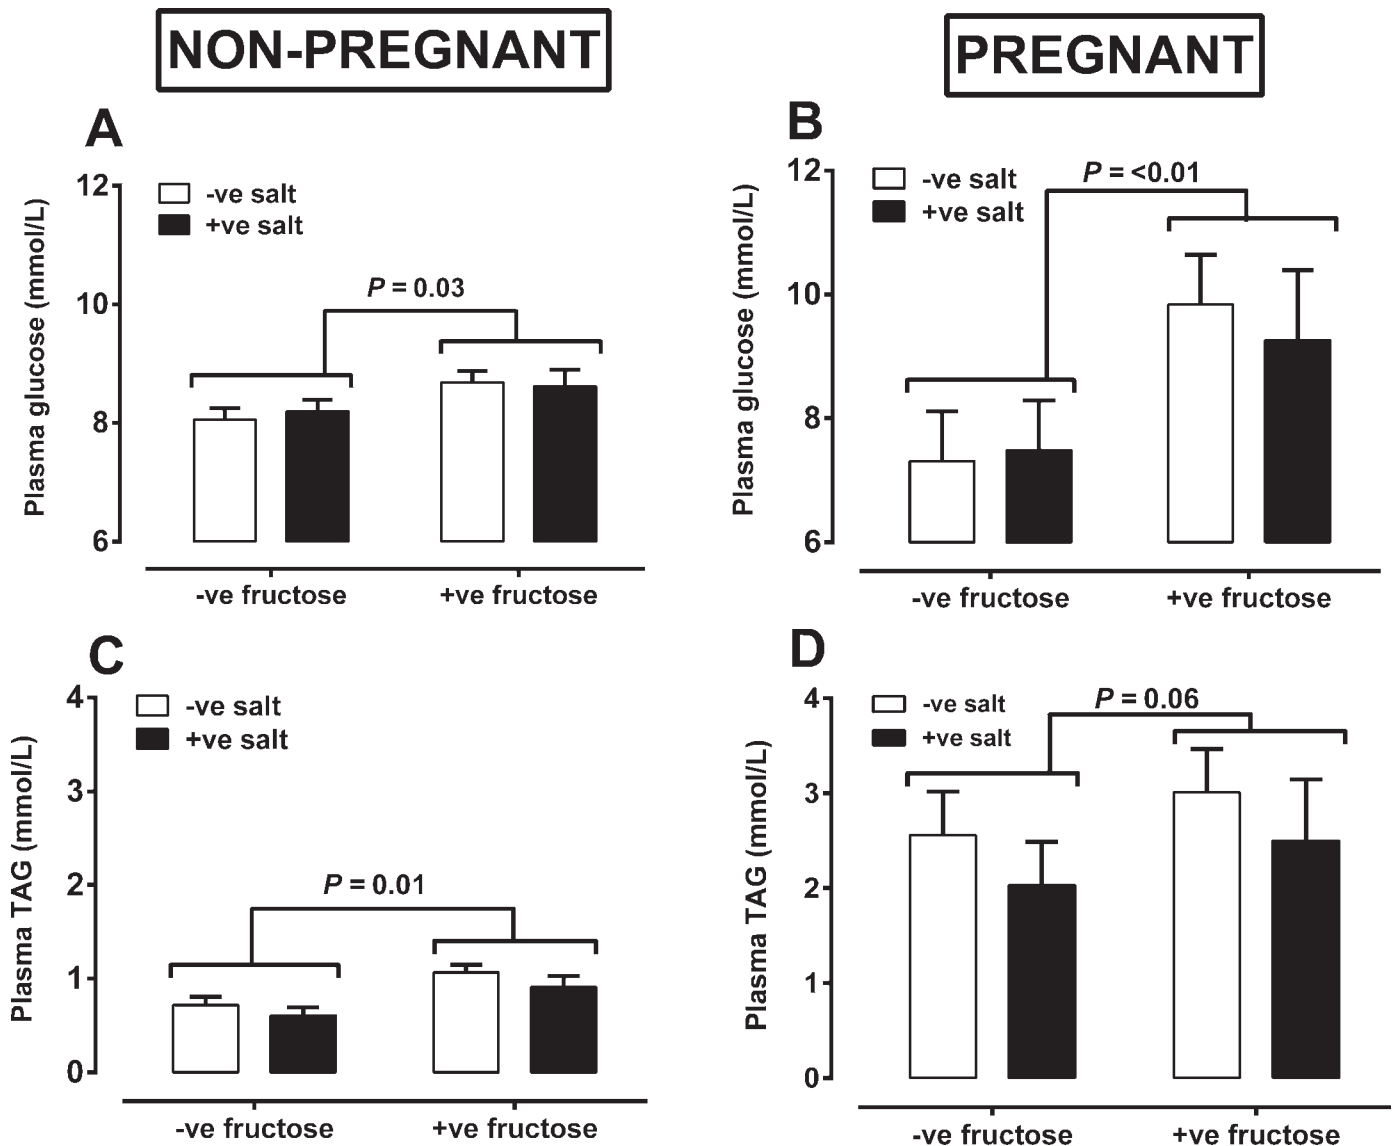 NON-PREGNANT
PREGNANT
A
Plasma glucose (mmol/L)
12
10
8
6
-ve salt
+ve salt
P = 0.03
-ve fructose
+ve fructose
B
Plasma glucose (mmol/L)
12
10
8
6
-ve salt
+ve salt
P = <0.01
-ve fructose
+ve fructose
C
Plasma TAG (mmol/L)
4
3
2
1
0
-ve salt
+ve salt
P = 0.01
-ve fructose
+ve fructose
D
Plasma TAG (mmol/L)
4
3
2
1
0
-ve salt
+ve salt
P = 0.06
-ve fructose
+ve fructose